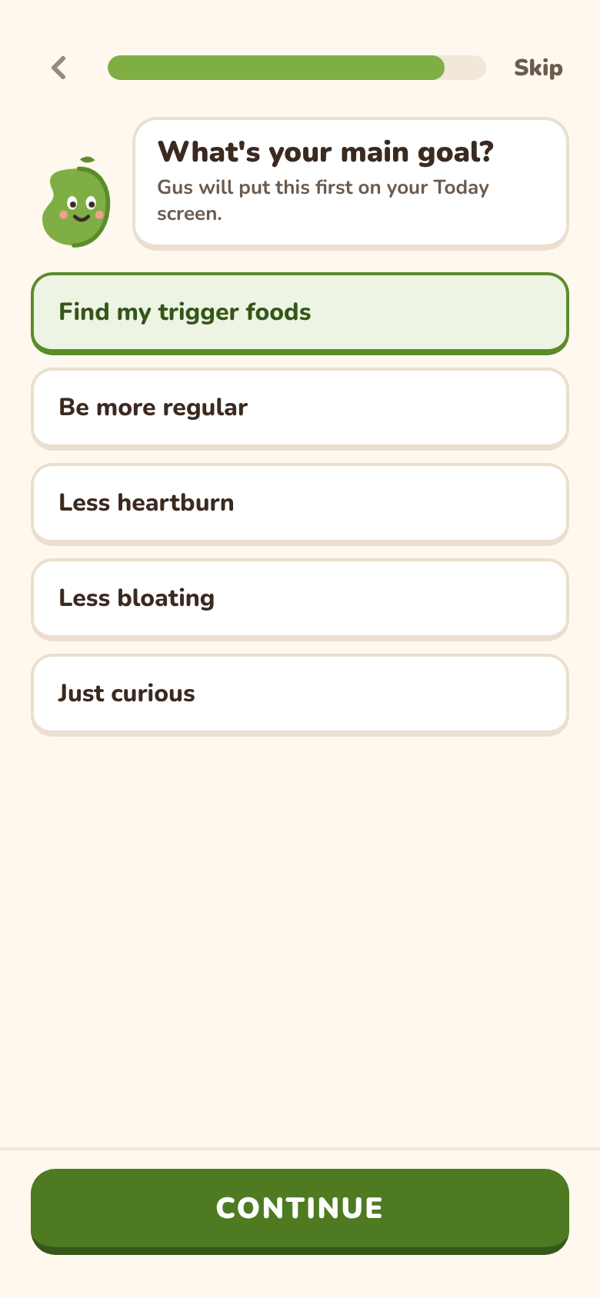 Skip
What's your main goal?
Gus will put this first on your Today
screen.
Find my trigger foods
Be more regular
Less heartburn
Less bloating
Just curious
CONTINUE